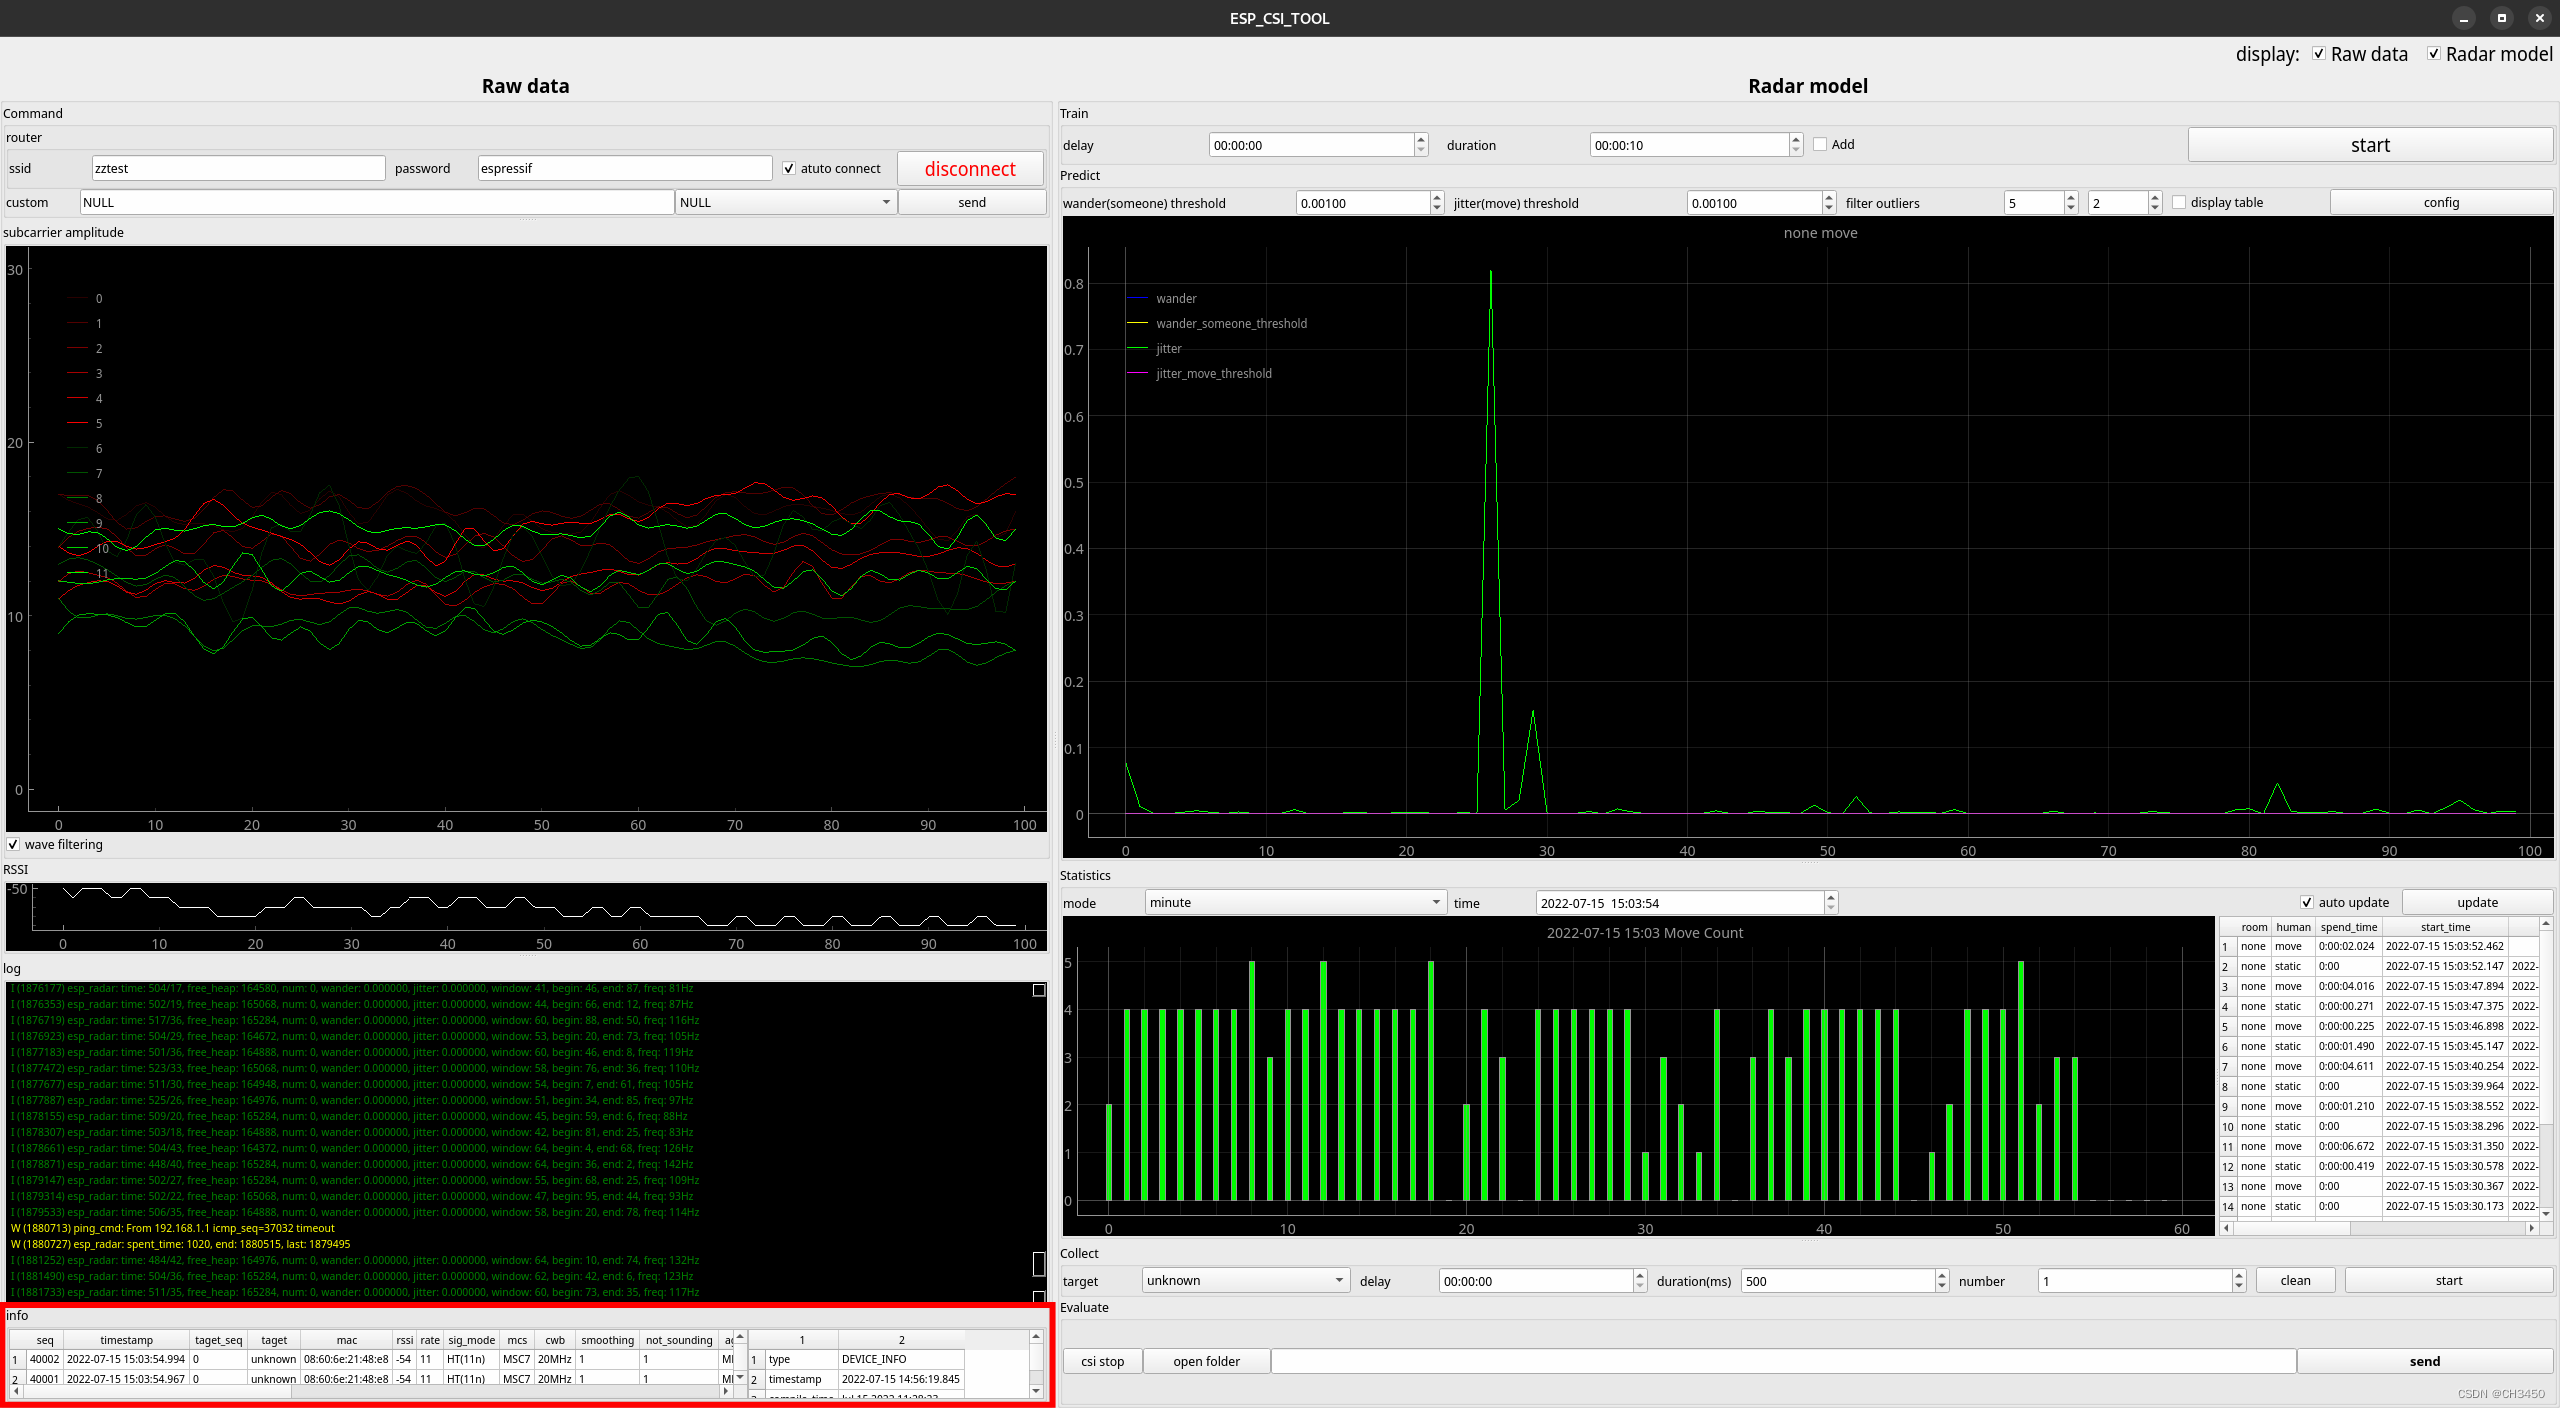 ESP_CSI_TOOL
display: Raw data Radar model
Raw data
Command
router
ssid zztest password espressif atuto connect disconnect
custom NULL NULL send
subcarrier amplitude
30
20
10
0
0
1
2
3
4
5
6
7
8
9
10
11
0 10 20 30 40 50 60 70 80 90 100
wave filtering
RSSI
-50
0 10 20 30 40 50 60 70 80 90 100
log
I (1876177) esp_radar: time: 504/17, free_heap: 164580, num: 0, wander: 0.000000, jitter: 0.000000, window: 41, begin: 46, end: 87, freq: 81Hz
I (1876353) esp_radar: time: 502/19, free_heap: 165068, num: 0, wander: 0.000000, jitter: 0.000000, window: 44, begin: 66, end: 12, freq: 87Hz
I (1876719) esp_radar: time: 517/36, free_heap: 165284, num: 0, wander: 0.000000, jitter: 0.000000, window: 60, begin: 88, end: 50, freq: 116Hz
I (1876923) esp_radar: time: 504/29, free_heap: 164672, num: 0, wander: 0.000000, jitter: 0.000000, window: 53, begin: 20, end: 73, freq: 105Hz
I (1877183) esp_radar: time: 501/36, free_heap: 164888, num: 0, wander: 0.000000, jitter: 0.000000, window: 60, begin: 46, end: 8, freq: 119Hz
I (1877472) esp_radar: time: 523/33, free_heap: 165068, num: 0, wander: 0.000000, jitter: 0.000000, window: 58, begin: 76, end: 36, freq: 110Hz
I (1877677) esp_radar: time: 511/30, free_heap: 164948, num: 0, wander: 0.000000, jitter: 0.000000, window: 54, begin: 7, end: 61, freq: 105Hz
I (1877887) esp_radar: time: 525/26, free_heap: 164976, num: 0, wander: 0.000000, jitter: 0.000000, window: 51, begin: 34, end: 85, freq: 97Hz
I (1878155) esp_radar: time: 509/20, free_heap: 165284, num: 0, wander: 0.000000, jitter: 0.000000, window: 45, begin: 59, end: 6, freq: 88Hz
I (1878307) esp_radar: time: 503/18, free_heap: 164888, num: 0, wander: 0.000000, jitter: 0.000000, window: 42, begin: 81, end: 25, freq: 83Hz
I (1878661) esp_radar: time: 504/43, free_heap: 164372, num: 0, wander: 0.000000, jitter: 0.000000, window: 64, begin: 4, end: 68, freq: 126Hz
I (1878871) esp_radar: time: 448/40, free_heap: 165284, num: 0, wander: 0.000000, jitter: 0.000000, window: 64, begin: 36, end: 2, freq: 142Hz
I (1879147) esp_radar: time: 502/27, free_heap: 165284, num: 0, wander: 0.000000, jitter: 0.000000, window: 55, begin: 68, end: 25, freq: 109Hz
I (1879314) esp_radar: time: 502/22, free_heap: 165068, num: 0, wander: 0.000000, jitter: 0.000000, window: 47, begin: 95, end: 44, freq: 93Hz
I (1879533) esp_radar: time: 506/35, free_heap: 164888, num: 0, wander: 0.000000, jitter: 0.000000, window: 58, begin: 20, end: 78, freq: 114Hz
W (1880713) ping_cmd: From 192.168.1.1 icmp_seq=37032 timeout
W (1880727) esp_radar: spent_time: 1020, end: 1880515, last: 1879495
I (1881252) esp_radar: time: 484/42, free_heap: 164976, num: 0, wander: 0.000000, jitter: 0.000000, window: 64, begin: 10, end: 74, freq: 132Hz
I (1881490) esp_radar: time: 504/36, free_heap: 165284, num: 0, wander: 0.000000, jitter: 0.000000, window: 62, begin: 42, end: 6, freq: 123Hz
I (1881733) esp_radar: time: 511/35, free_heap: 165284, num: 0, wander: 0.000000, jitter: 0.000000, window: 60, begin: 73, end: 35, freq: 117Hz
info
seq timestamp taget_seq taget mac rssi rate sig_mode mcs cwb smoothing not_sounding
1 40002 2022-07-15 15:03:54.994 0 unknown 08:60:6e:21:48:e8 -54 11 HT(11n) MSC7 20MHz 1 1
2 40001 2022-07-15 15:03:54.967 0 unknown 08:60:6e:21:48:e8 -54 11 HT(11n) MSC7 20MHz 1 1
1 2
1 type DEVICE_INFO
2 timestamp 2022-07-15 14:56:19.845
Radar model
Train
delay 00:00:00 duration 00:00:10 Add start
Predict
wander(someone) threshold 0.00100 jitter(move) threshold 0.00100 filter outliers 5 2 display table config
none move
0.8
0.7
0.6
0.5
0.4
0.3
0.2
0.1
0
wander
wander_someone_threshold
jitter
jitter_move_threshold
0 10 20 30 40 50 60 70 80 90 100
Statistics
mode minute time 2022-07-15 15:03:54 auto update update
2022-07-15 15:03 Move Count
5
4
3
2
1
0
0 10 20 30 40 50 60
room human spend_time start_time
1 none move 0:00:02.024 2022-07-15 15:03:52.462
2 none static 0:00 2022-07-15 15:03:52.147 2022-
3 none move 0:00:04.016 2022-07-15 15:03:47.894 2022-
4 none static 0:00:00.271 2022-07-15 15:03:47.375 2022-
5 none move 0:00:00.225 2022-07-15 15:03:46.898 2022-
6 none static 0:00:01.490 2022-07-15 15:03:45.147 2022-
7 none move 0:00:04.611 2022-07-15 15:03:40.254 2022-
8 none static 0:00 2022-07-15 15:03:39.964 2022-
9 none move 0:00:01.210 2022-07-15 15:03:38.552 2022-
10 none static 0:00 2022-07-15 15:03:38.296 2022-
11 none move 0:00:06.672 2022-07-15 15:03:31.350 2022-
12 none static 0:00:00.419 2022-07-15 15:03:30.578 2022-
13 none move 0:00 2022-07-15 15:03:30.367 2022-
14 none static 0:00 2022-07-15 15:03:30.173 2022-
Collect
target unknown delay 00:00:00 duration(ms) 500 number 1 clean start
Evaluate
csi stop open folder send
CSDN @CH3450